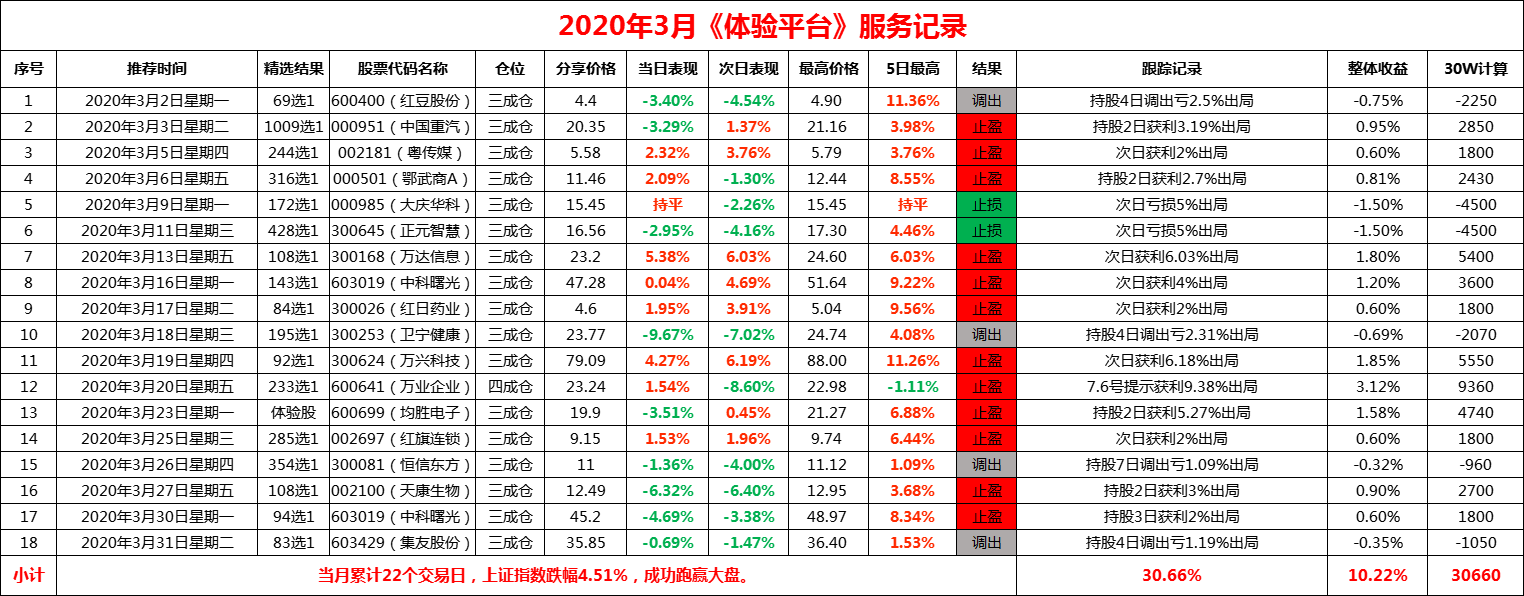 2020年3月《体验平台》服务记录
序号 推荐时间 精选结果 股票代码名称 仓位 分享价格 当日表现 次日表现 最高价格 5日最高 结果 跟踪记录 整体收益 30W计算
1 2020年3月2日星期一 69选1 600400（红豆股份） 三成仓 4.4 -3.40% -4.54% 4.90 11.36% 调出 持股4日调出亏2.5%出局 -0.75% -2250
2 2020年3月3日星期二 1009选1 000951（中国重汽） 三成仓 20.35 -3.29% 1.37% 21.16 3.98% 止盈 持股2日获利3.19%出局 0.95% 2850
3 2020年3月5日星期四 244选1 002181（粤传媒） 三成仓 5.58 2.32% 3.76% 5.79 3.76% 止盈 次日获利2%出局 0.60% 1800
4 2020年3月6日星期五 316选1 000501（鄂武商A） 三成仓 11.46 2.09% -1.30% 12.44 8.55% 止盈 持股2日获利2.7%出局 0.81% 2430
5 2020年3月9日星期一 172选1 000985（大庆华科） 三成仓 15.45 持平 -2.26% 15.45 持平 止损 次日亏损5%出局 -1.50% -4500
6 2020年3月11日星期三 428选1 300645（正元智慧） 三成仓 16.56 -2.95% -4.16% 17.30 4.46% 止损 次日亏损5%出局 -1.50% -4500
7 2020年3月13日星期五 108选1 300168（万达信息） 三成仓 23.2 5.38% 6.03% 24.60 6.03% 止盈 次日获利6.03%出局 1.80% 5400
8 2020年3月16日星期一 143选1 603019（中科曙光） 三成仓 47.28 0.04% 4.69% 51.64 9.22% 止盈 次日获利4%出局 1.20% 3600
9 2020年3月17日星期二 84选1 300026（红日药业） 三成仓 4.6 1.95% 3.91% 5.04 9.56% 止盈 次日获利2%出局 0.60% 1800
10 2020年3月18日星期三 195选1 300253（卫宁健康） 三成仓 23.77 -9.67% -7.02% 24.74 4.08% 调出 持股4日调出亏2.31%出局 -0.69% -2070
11 2020年3月19日星期四 92选1 300624（万兴科技） 三成仓 79.09 4.27% 6.19% 88.00 11.26% 止盈 次日获利6.18%出局 1.85% 5550
12 2020年3月20日星期五 233选1 600641（万业企业） 四成仓 23.24 1.54% -8.60% 22.98 -1.11% 止盈 7.6号提示获利9.38%出局 3.12% 9360
13 2020年3月23日星期一 体验股 600699（均胜电子） 三成仓 19.9 -3.51% 0.45% 21.27 6.88% 止盈 持股2日获利5.27%出局 1.58% 4740
14 2020年3月25日星期三 285选1 002697（红旗连锁） 三成仓 9.15 1.53% 1.96% 9.74 6.44% 止盈 次日获利2%出局 0.60% 1800
15 2020年3月26日星期四 354选1 300081（恒信东方） 三成仓 11 -1.36% -4.00% 11.12 1.09% 调出 持股7日调出亏1.09%出局 -0.32% -960
16 2020年3月27日星期五 108选1 002100（天康生物） 三成仓 12.49 -6.32% -6.40% 12.95 3.68% 止盈 持股2日获利3%出局 0.90% 2700
17 2020年3月30日星期一 94选1 603019（中科曙光） 三成仓 45.2 -4.69% -3.38% 48.97 8.34% 止盈 持股3日获利2%出局 0.60% 1800
18 2020年3月31日星期二 83选1 603429（集友股份） 三成仓 35.85 -0.69% -1.47% 36.40 1.53% 调出 持股4日调出亏1.19%出局 -0.35% -1050
小计 当月累计22个交易日，上证指数跌幅4.51%，成功跑赢大盘。 30.66% 10.22% 30660